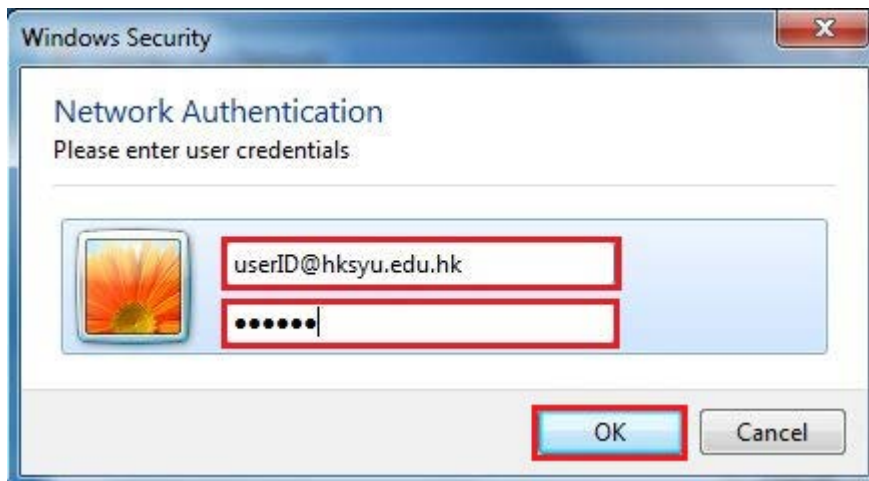 Windows Security
Network Authentication
Please enter user credentials
userID@hksyu.edu.hk
●●●●●●
OK
Cancel